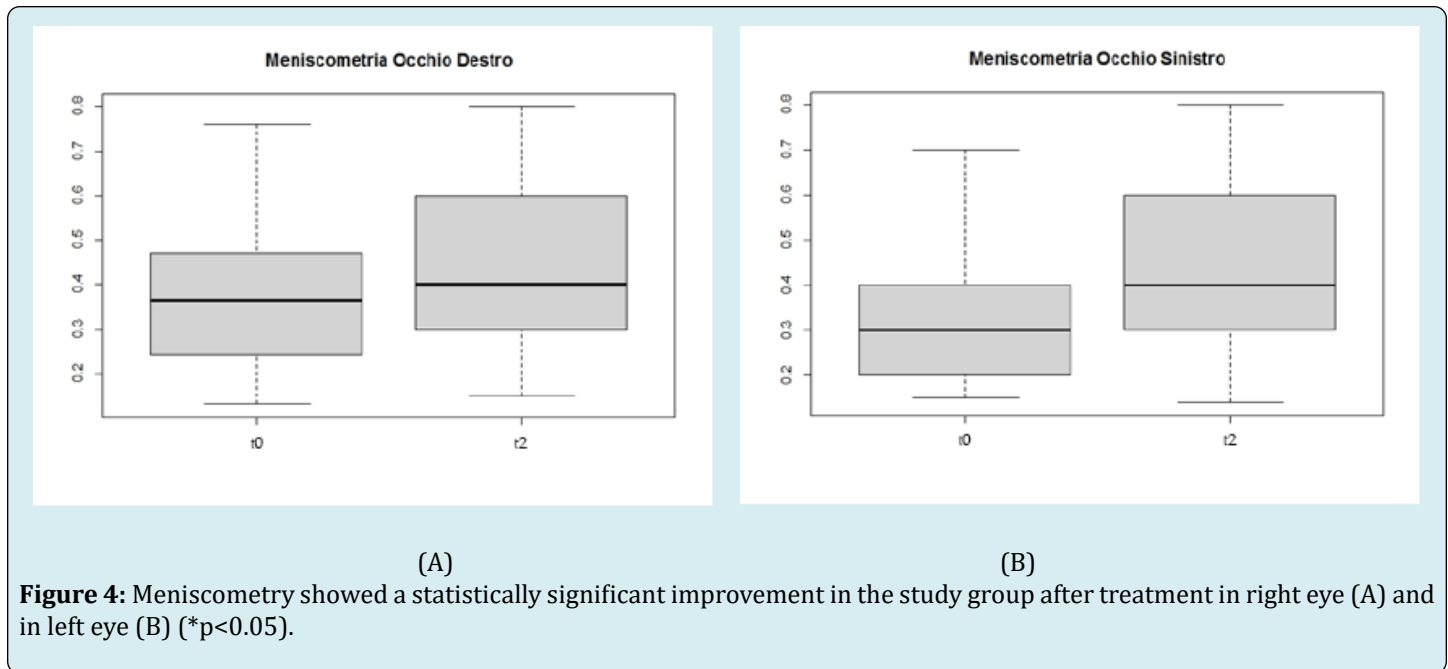 Meniscometria Occhio Destro
0.8
0.7
0.6
0.5
0.4
0.3
0.2
t0 t2
Meniscometria Occhio Sinistro
0.8
0.7
0.6
0.5
0.4
0.3
0.2
t0 t2
(A) (B)
Figure 4: Meniscometry showed a statistically significant improvement in the study group after treatment in right eye (A) and
in left eye (B) (*p<0.05).